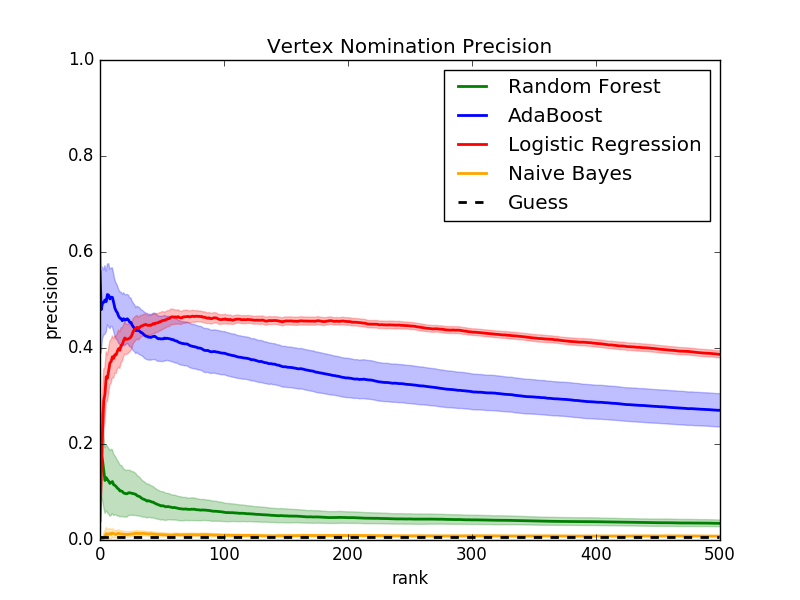 Vertex Nomination Precision
1.0
0.8
0.6
0.4
0.2
0.0
precision
Random Forest
AdaBoost
Logistic Regression
Naive Bayes
Guess
0 100 200 300 400 500
rank